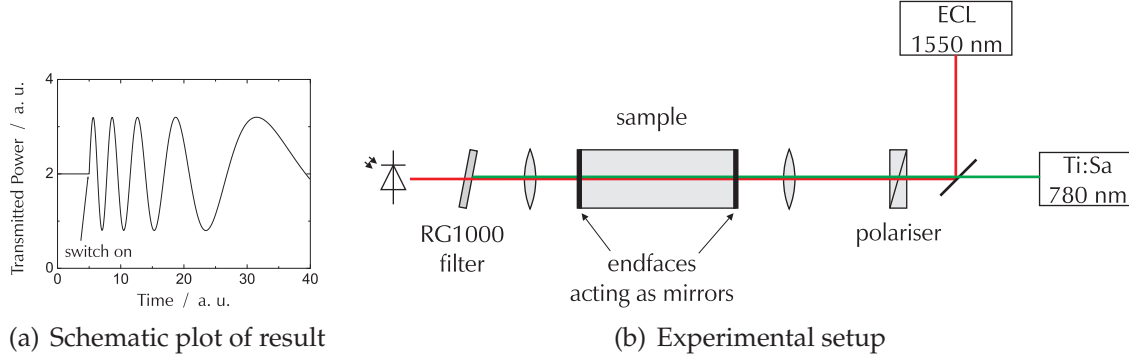 4
2
0
0
10
20
30
40
Transmitted Power / a. u.
switch on
Time / a. u.
(a) Schematic plot of result
ECL
1550 nm
sample
Ti:Sa
780 nm
RG1000
filter
polariser
endfaces
acting as mirrors
(b) Experimental setup